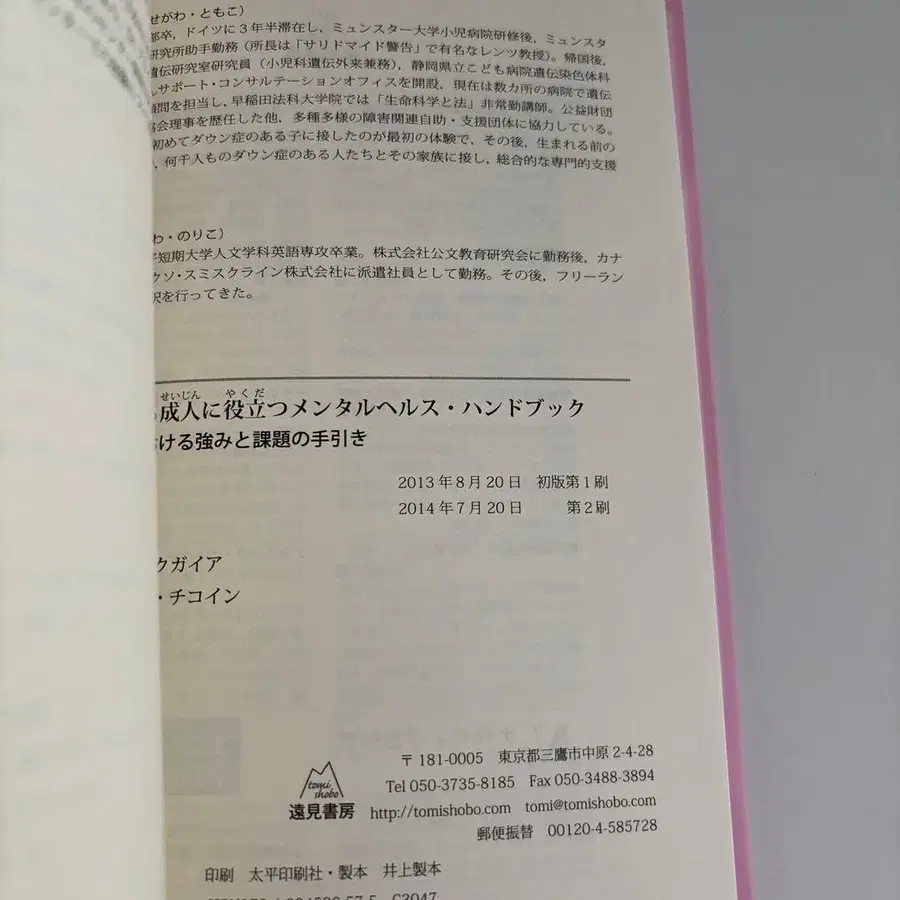 せがわ・ともこ)
部卒，ドイツに３年半滞在し，ミュンスター大学小児病院研修後，ミュンスタ
研究所助手勤務（所長は「サリドマイド警告」で有名なレンツ教授）。帰国後，
遺伝研究室研究員（小児科遺伝外来兼務），静岡県立こども病院遺伝染色体科
ムサポート・コンサルテーションオフィスを開設，現在は数カ所の病院で遺伝
顧問を担当し，早稲田法科大学院では「生命科学と法」非常勤講師。公益財団
協会理事を歴任した他，多種多様の障害関連自助・支援団体に協力している。
初めてダウン症のある子に接したのが最初の体験で，その後，生まれる前の
，何千人ものダウン症のある人たちとその家族に接し，総合的な専門的支援
わ・のりこ）
子短期大学人文学科英語専攻卒業。株式会社公文教育研究会に勤務後，カナ
クソ・スミスクライン株式会社に派遣社員として勤務。その後，フリーラン
訳を行ってきた。
せいじん やくだ
成人に役立つメンタルヘルス・ハンドブック
ける強みと課題の手引き
2013年8月20日 初版第1刷
2014年7月20日 第2刷
クガイア
・チコイン
〒181-0005 東京都三鷹市中原 2-4-28
tomi shobo
Tel 050-3735-8185 Fax 050-3488-3894
遠見書房 http://tomishobo.com tomi@tomishobo.com
郵便振替 00120-4-585728
印刷 太平印刷社・製本 井上製本
C3047